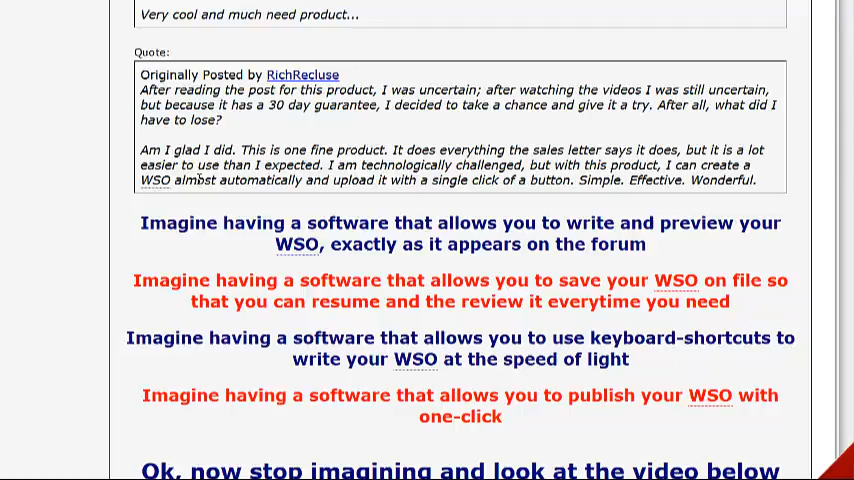 Very cool and much need product...
Quote:
Originally Posted by RichRecluse
After reading the post for this product, I was uncertain; after watching the videos I was still uncertain,
but because it has a 30 day guarantee, I decided to take a chance and give it a try. After all, what did I
have to lose?
Am I glad I did. This is one fine product. It does everything the sales letter says it does, but it is a lot
easier to use than I expected. I am technologically challenged, but with this product, I can create a
WSO almost automatically and upload it with a single click of a button. Simple. Effective. Wonderful.
Imagine having a software that allows you to write and preview your
WSO, exactly as it appears on the forum
Imagine having a software that allows you to save your WSO on file so
that you can resume and the review it everytime you need
Imagine having a software that allows you to use keyboard-shortcuts to
write your WSO at the speed of light
Imagine having a software that allows you to publish your WSO with
one-click
Ok, now stop imagining and look at the video below